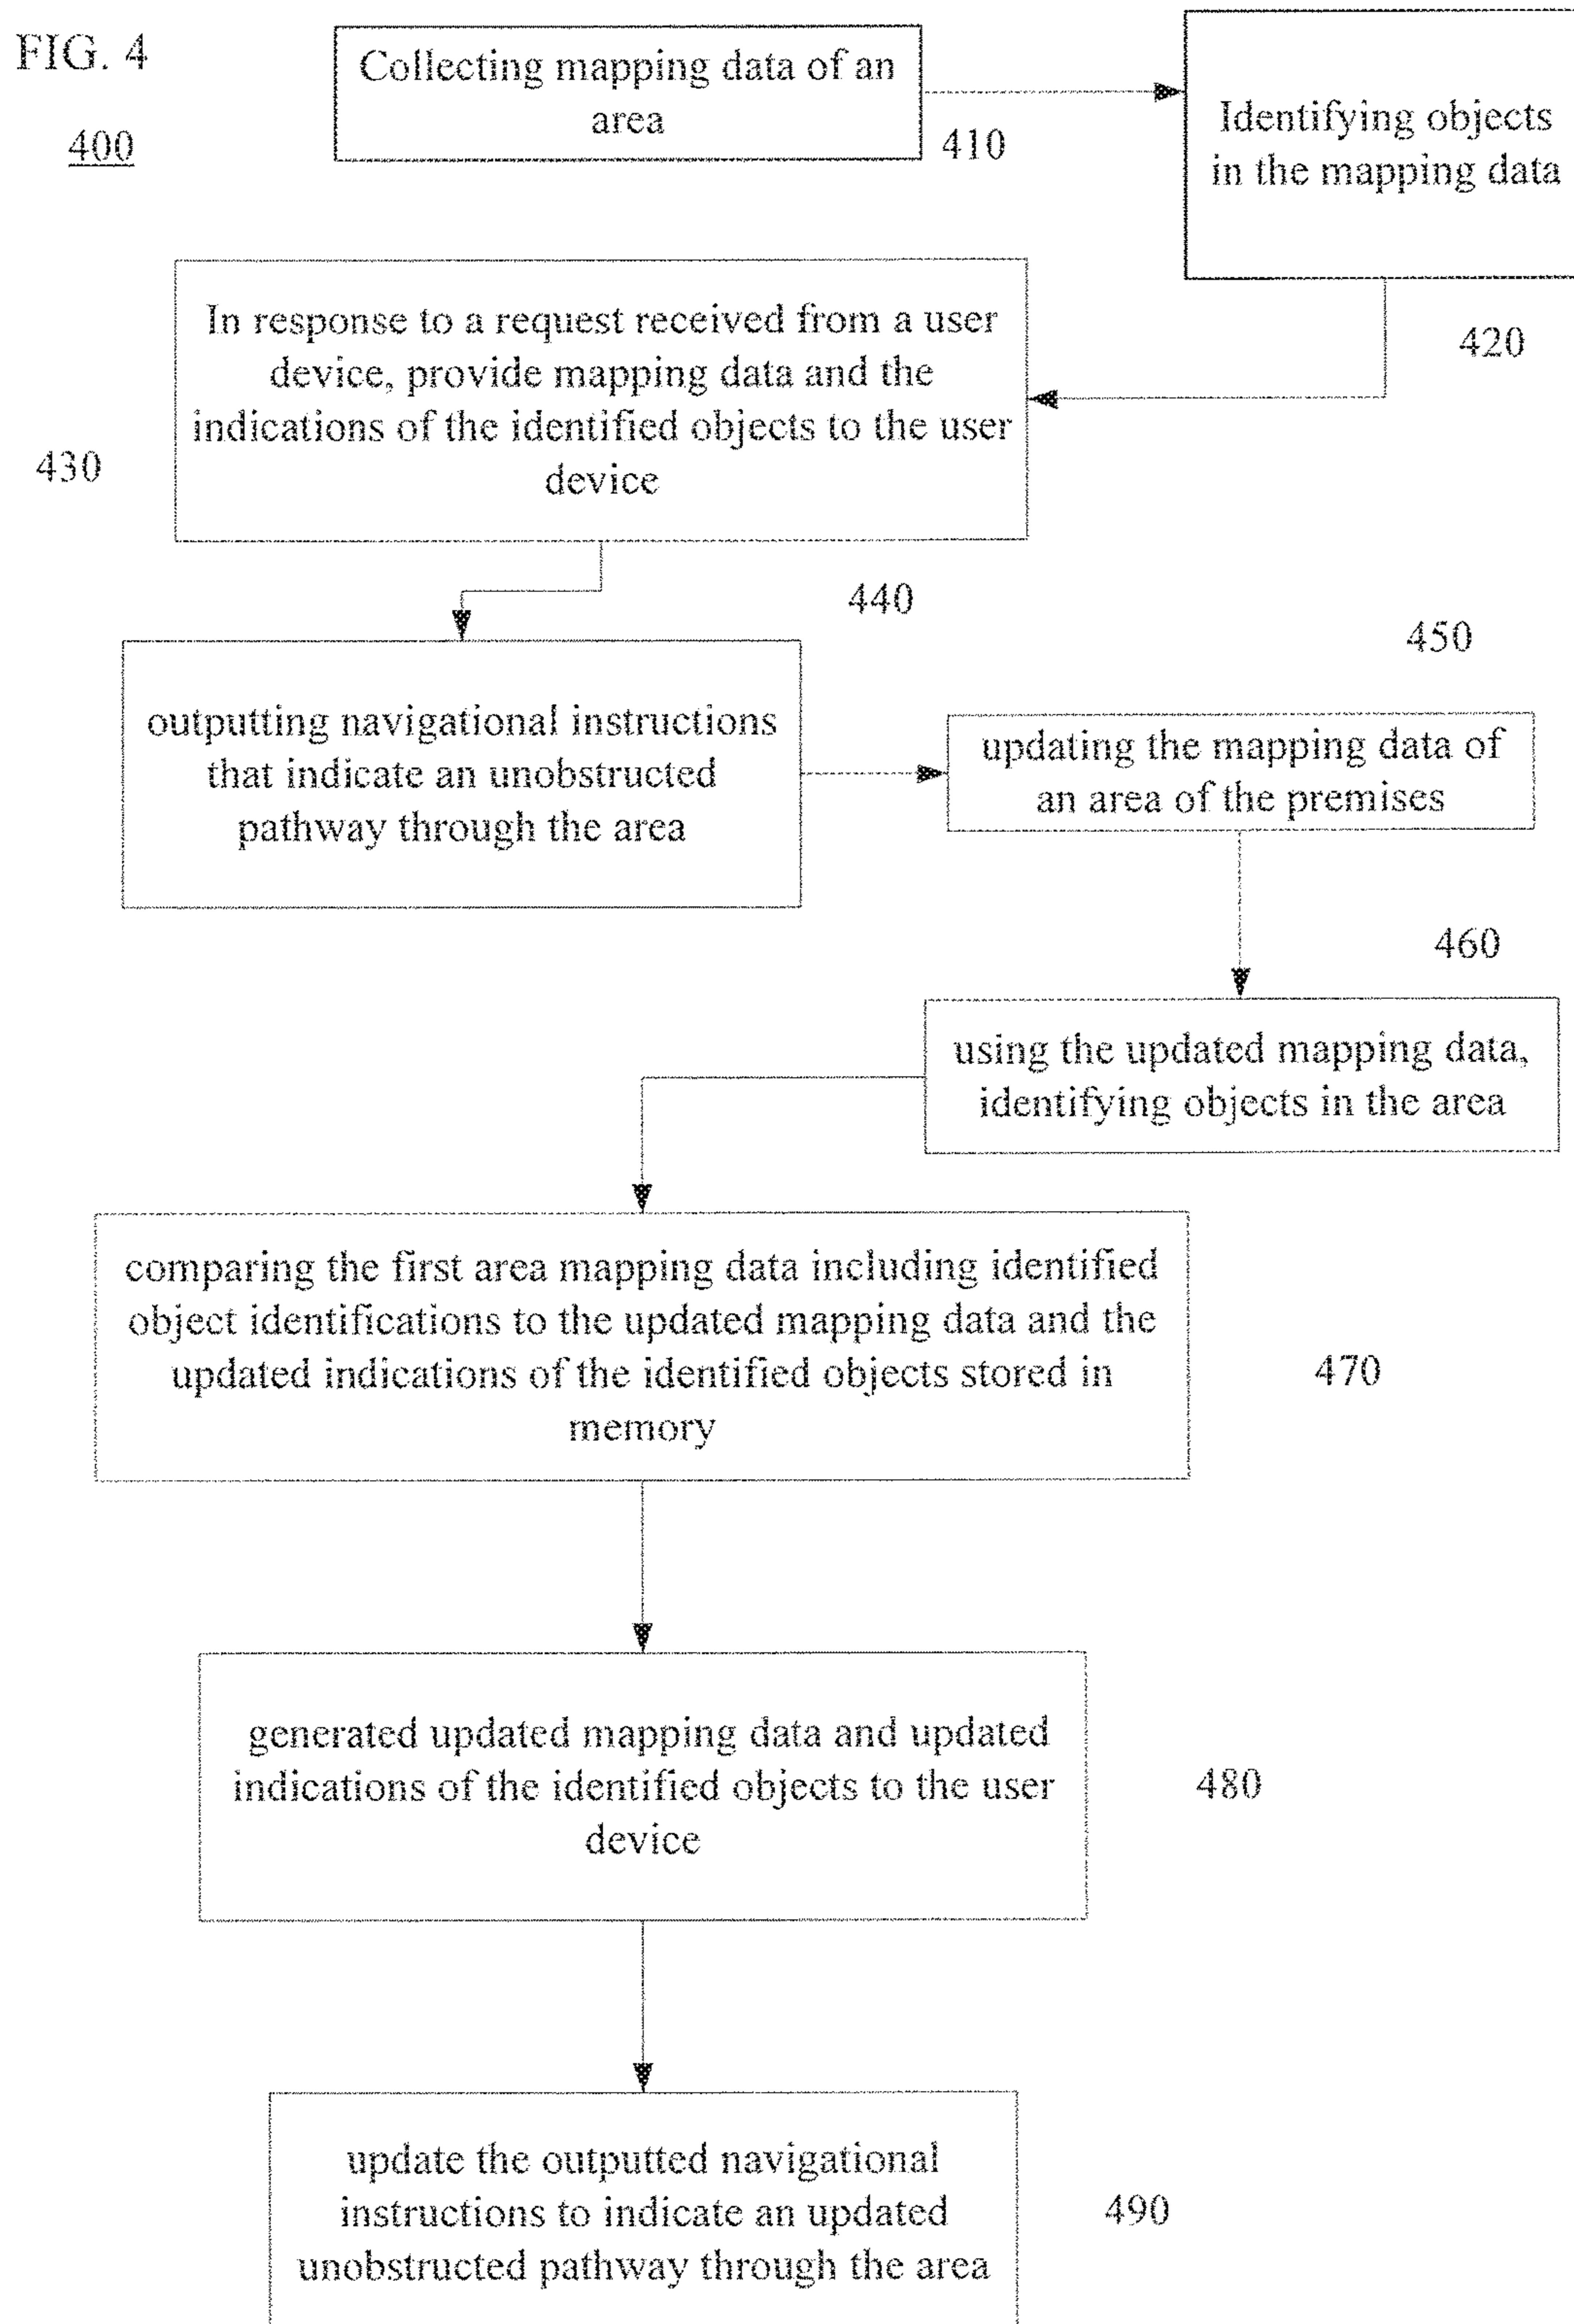 FIG. 4
400
Collecting mapping data of an
area
410
Identifying objects
in the mapping data
420
In response to a request received from a user
device, provide mapping data and the
indications of the identified objects to the user
device
430
440
outputting navigational instructions
that indicate an unobstructed
pathway through the area
450
updating the mapping data of
an area of the premises
460
using the updated mapping data,
identifying objects in the area
comparing the first area mapping data including identified
object identifications to the updated mapping data and the
updated indications of the identified objects stored in
memory
470
generated updated mapping data and updated
indications of the identified objects to the user
device
480
update the outputted navigational
instructions to indicate an updated
unobstructed pathway through the area
490